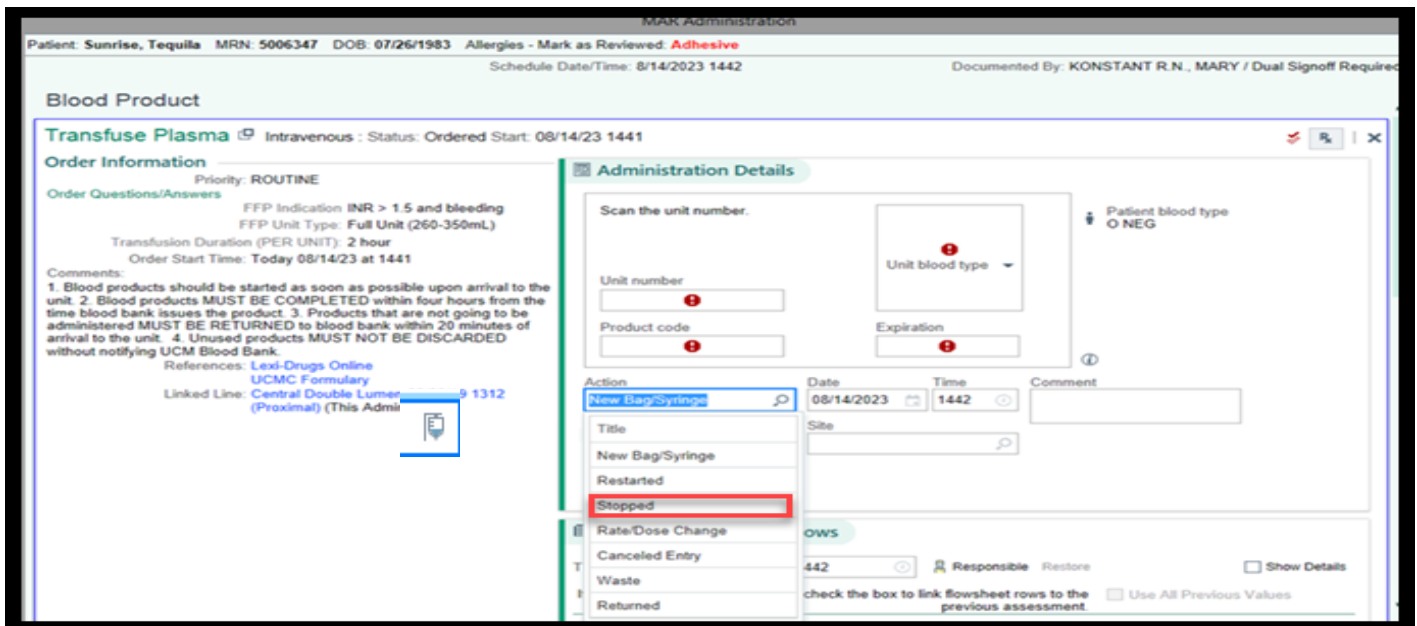 MAK Administration
Patient: Sunrise, Tequila MRN: 5006347 DOB: 07/26/1983 Allergies - Mark as Reviewed: Adhesive
Schedule Date/Time: 8/14/2023 1442 Documented By: KONSTANT R.N., MARY / Dual Signoff Required
Blood Product
Transfuse Plasma Intravenous : Status: Ordered Start: 08/14/23 1441
Order Information
Priority: ROUTINE
Order Questions/Answers
FFP Indication INR > 1.5 and bleeding
FFP Unit Type: Full Unit (260-350mL)
Transfusion Duration (PER UNIT): 2 hour
Order Start Time: Today 08/14/23 at 1441
Comments:
1. Blood products should be started as soon as possible upon arrival to the
unit. 2. Blood products MUST BE COMPLETED within four hours from the
time blood bank issues the product. 3. Products that are not going to be
administered MUST BE RETURNED to blood bank within 20 minutes of
arrival to the unit. 4. Unused products MUST NOT BE DISCARDED
without notifying UCM Blood Bank.
References: Lexi-Drugs Online
UCMC Formulary
Linked Line: Central Double 9 1312
(Proximal) (This
Administration Details
Scan the unit number.
Unit blood type
Patient blood type
O NEG
Unit number
Product code
Expiration
Action Date Time Comment
New Bag/Syringe 08/14/2023 1442
Title
Site
New Bag/Syringe
Restarted
Stopped
Rate/Dose Change
Canceled Entry
Responsible Restore Show Details
Waste
check the box to link flowsheet rows to the
previous assessment.
Use All Previous Values
Returned